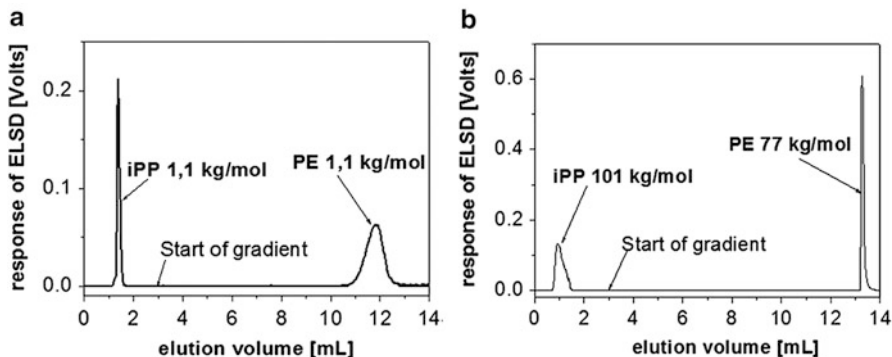 a
response of ELSD [Volts]
0.2
0.1
0.0
iPP 1,1 kg/mol
PE 1,1 kg/mol
Start of gradient
0 2 4 6 8 10 12 14
elution volume [mL]
b
response of ELSD [Volts]
0.6
0.4
0.2
0.0
PE 77 kg/mol
iPP 101 kg/mol
Start of gradient
0 2 4 6 8 10 12 14
elution volume [mL]